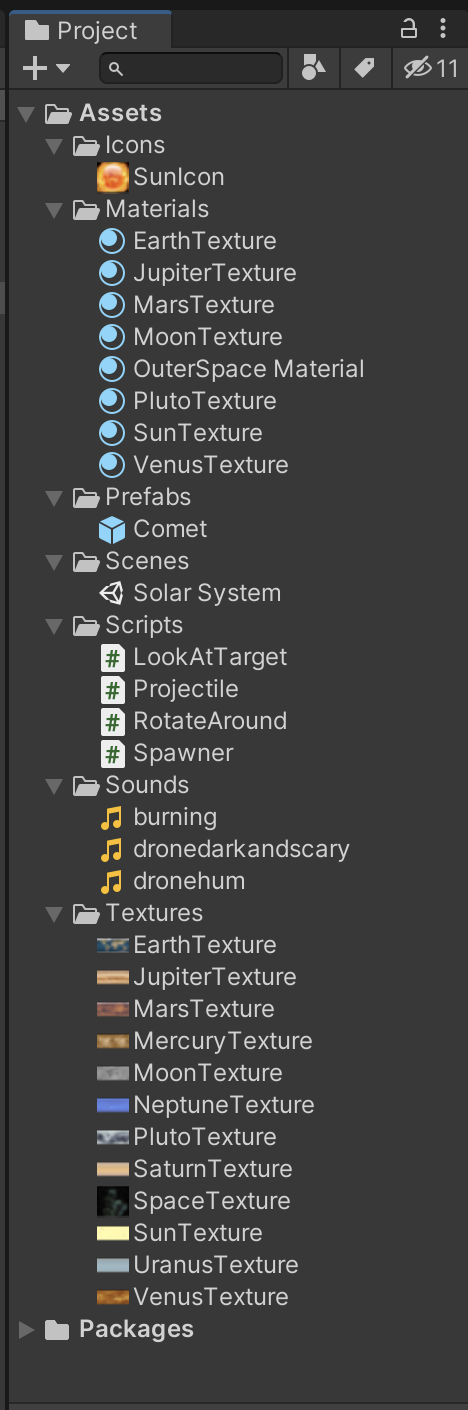 Project
11
Assets
Icons
SunIcon
Materials
EarthTexture
JupiterTexture
MarsTexture
MoonTexture
OuterSpace Material
PlutoTexture
SunTexture
VenusTexture
Prefabs
Comet
Scenes
Solar System
Scripts
# LookAtTarget
# Projectile
# RotateAround
# Spawner
Sounds
burning
dronedarkandscary
dronehum
Textures
EarthTexture
JupiterTexture
MarsTexture
MercuryTexture
MoonTexture
NeptuneTexture
PlutoTexture
SaturnTexture
SpaceTexture
SunTexture
UranusTexture
VenusTexture
Packages